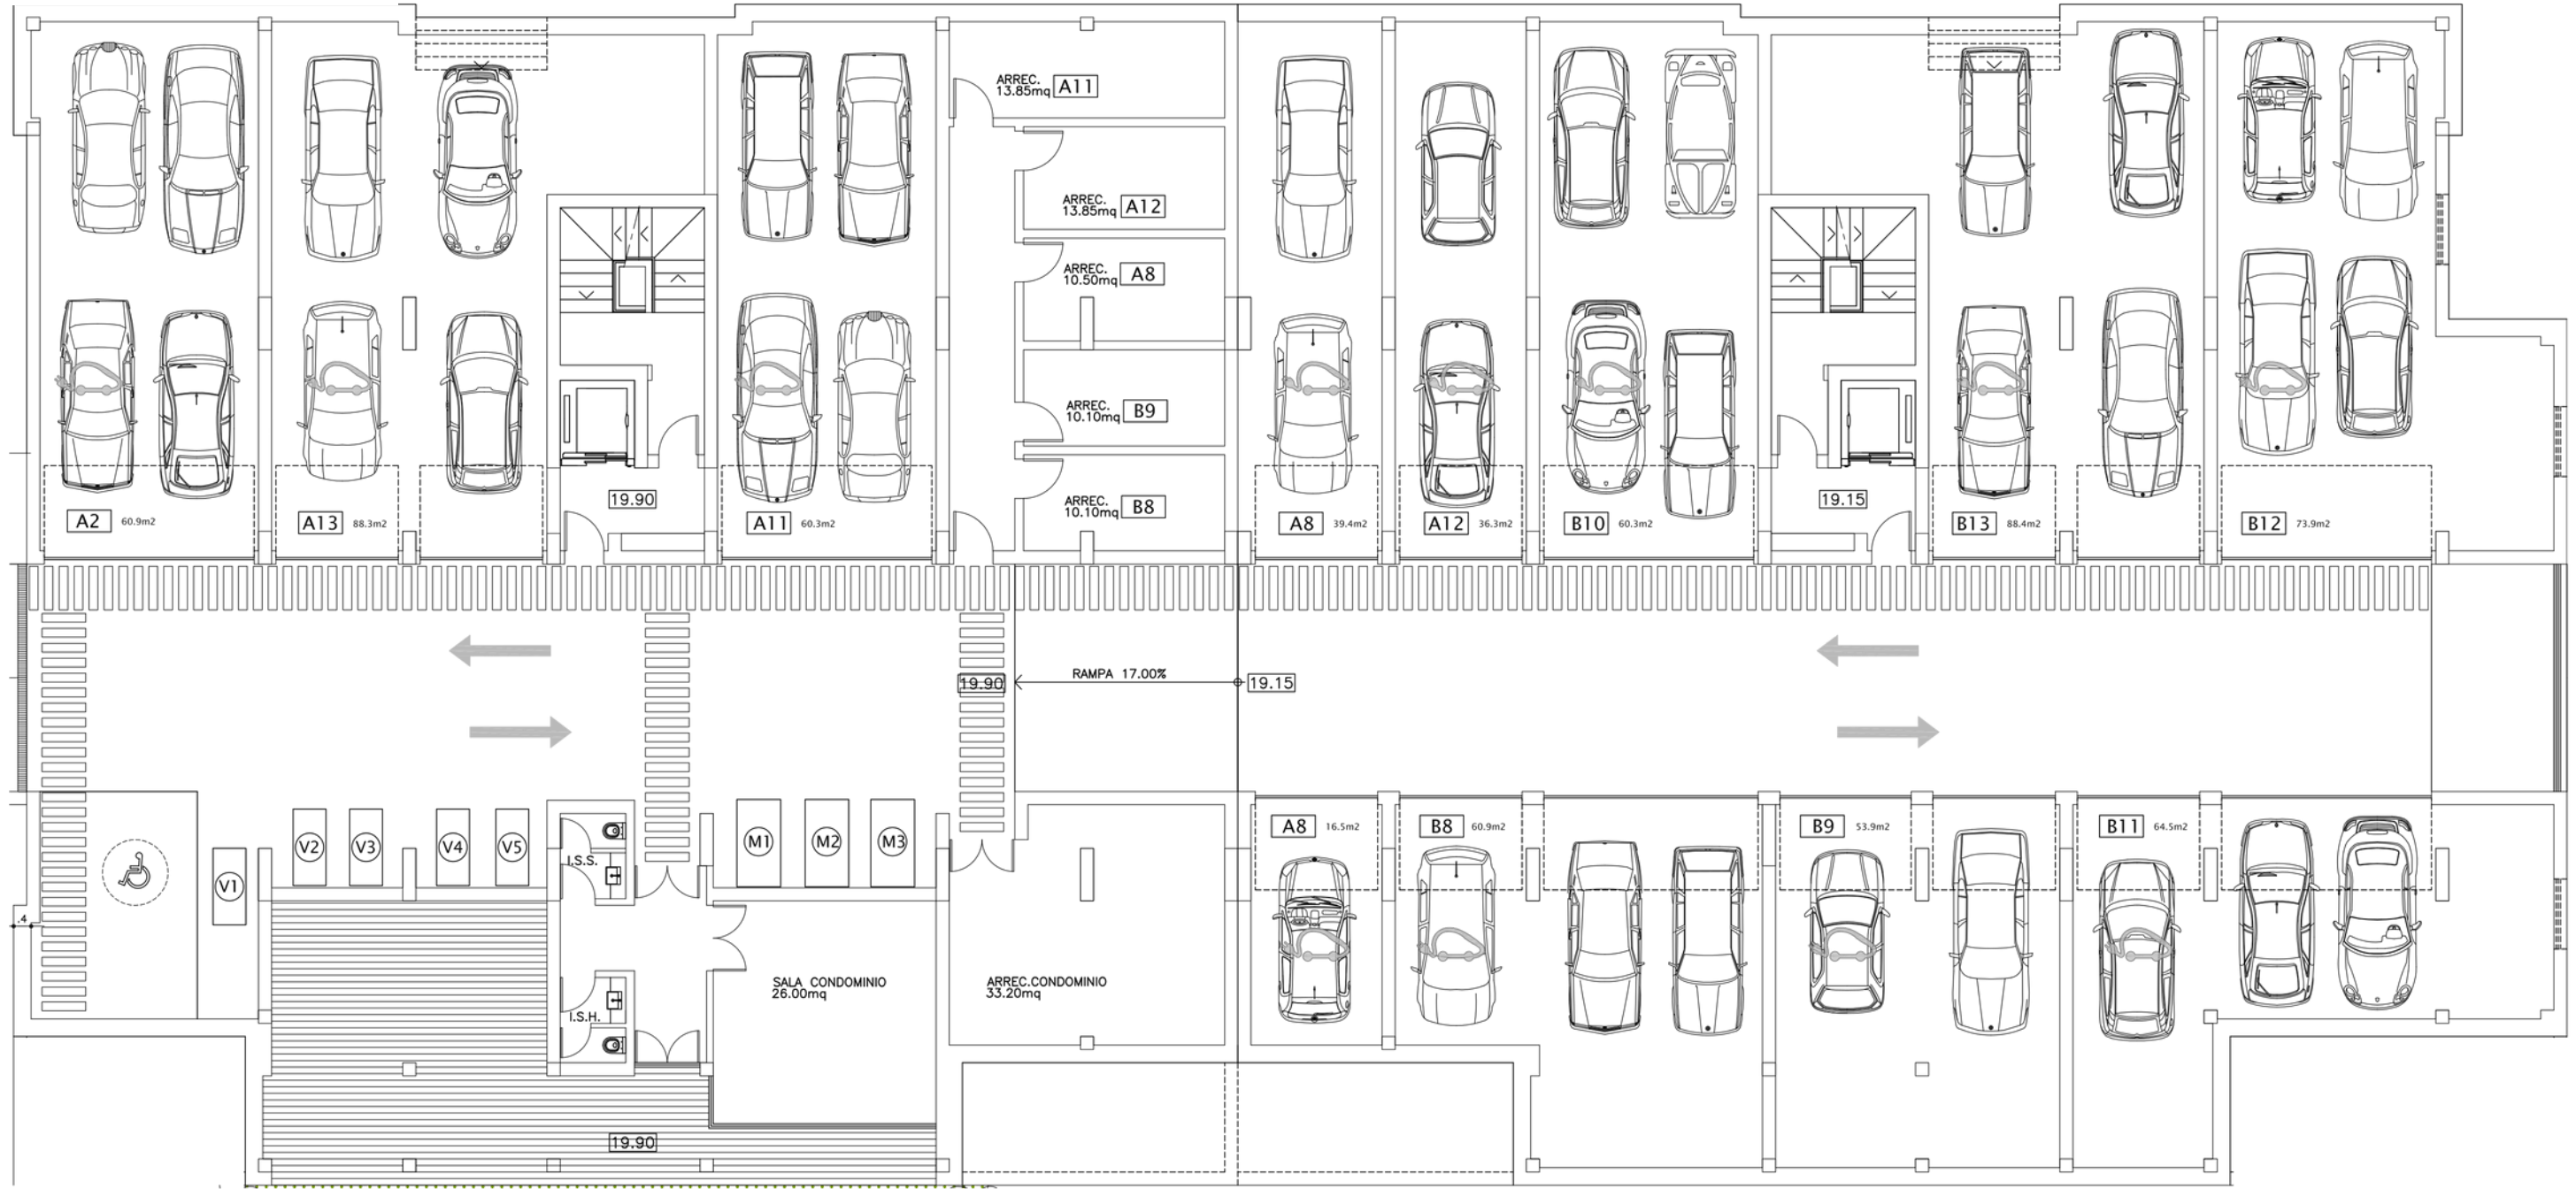 ARREC.
13.85mq A11
ARREC.
13.85mq A12
ARREC.
10.50mq A8
ARREC.
10.10mq B9
ARREC.
10.10mq B8
19.90
19.15
A2 60.9m2
A13 88.3m2
A11 60.3m2
A8 39.4m2
A12 36.3m2
B10 60.3m2
B13 88.4m2
B12 73.9m2
RAMPA 17.00%
19.90
19.15
V1
V2
V3
V4
V5
I.S.S.
M1
M2
M3
A8 16.5m2
B8 60.9m2
B9 53.9m2
B11 64.5m2
.4
SALA CONDOMINIO
26.00mq
ARREC.CONDOMINIO
33.20mq
I.S.H.
19.90